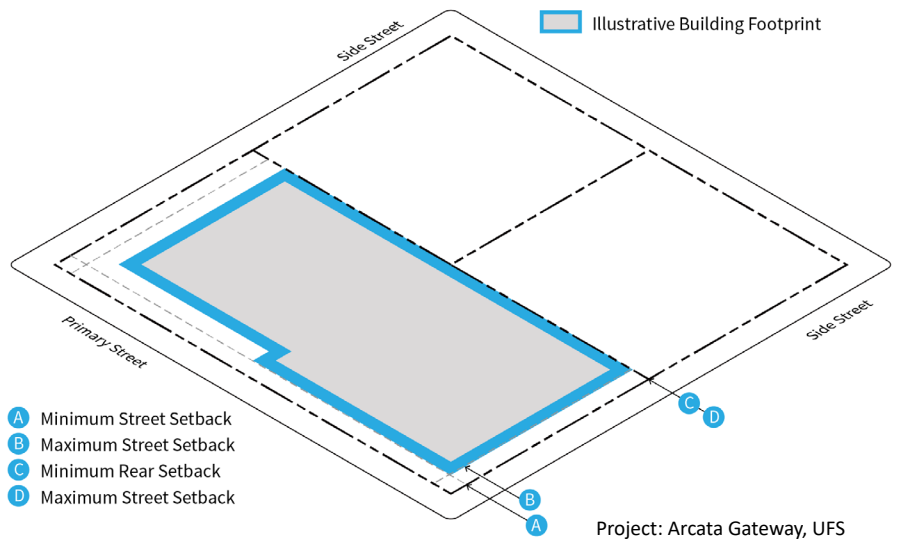 Side Street
Illustrative Building Footprint
Primary Street
Side Street
A Minimum Street Setback
B Maximum Street Setback
C Minimum Rear Setback
D Maximum Street Setback
C
D
B
A
Project: Arcata Gateway, UFS